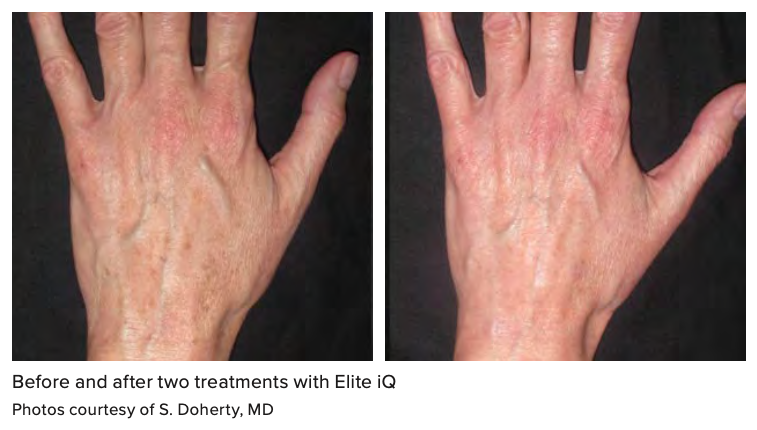 Before and after two treatments with Elite iQ
Photos courtesy of S. Doherty, MD